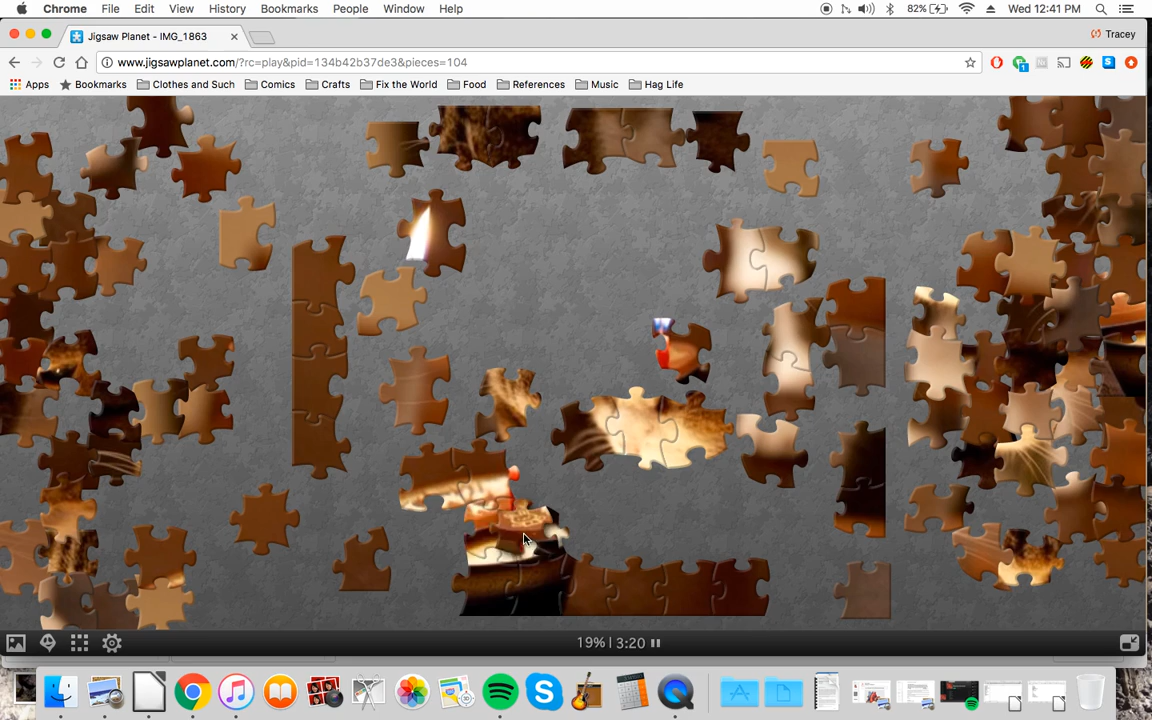 Chrome File Edit View History Bookmarks People Window Help 82% Wed 12:41 PM
Jigsaw Planet - IMG_1863 Tracey
www.jigsawplanet.com/?rc=play&pid=134b42b37de3&pieces=104
Apps Bookmarks Clothes and Such Comics Crafts Fix the World Food References Music Hag Life
19% | 3:20